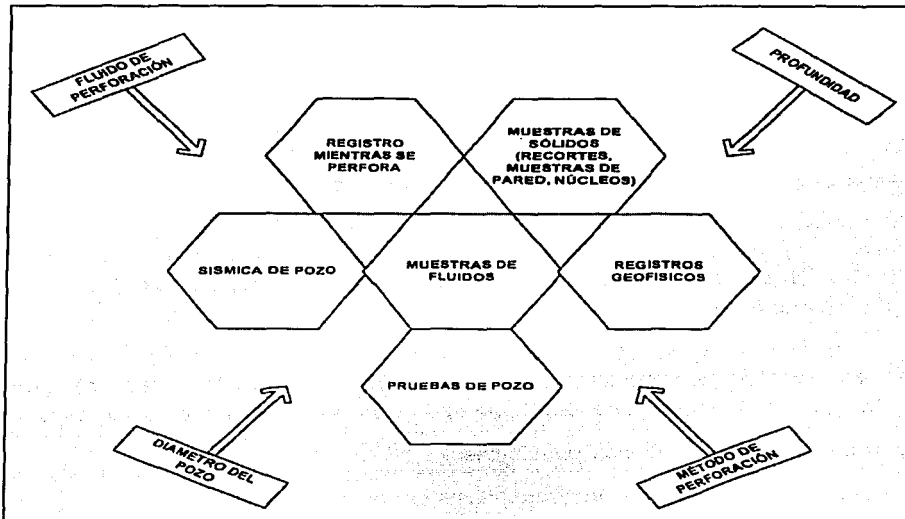 FLUIDO DE
PERFORACIÓN
PROFUNDIDAD
REGISTRO
MIENTRAS SE
PERFORA
MUESTRAS DE
SÓLIDOS
(RECORTES,
MUESTRAS DE
PARED, NÚCLEOS)
SISMICA DE POZO
MUESTRAS DE
FLUIDOS
REGISTROS
GEOFISICOS
PRUEBAS DE POZO
DIAMETRO DEL
POZO
METODO DE
PERFORACIÓN